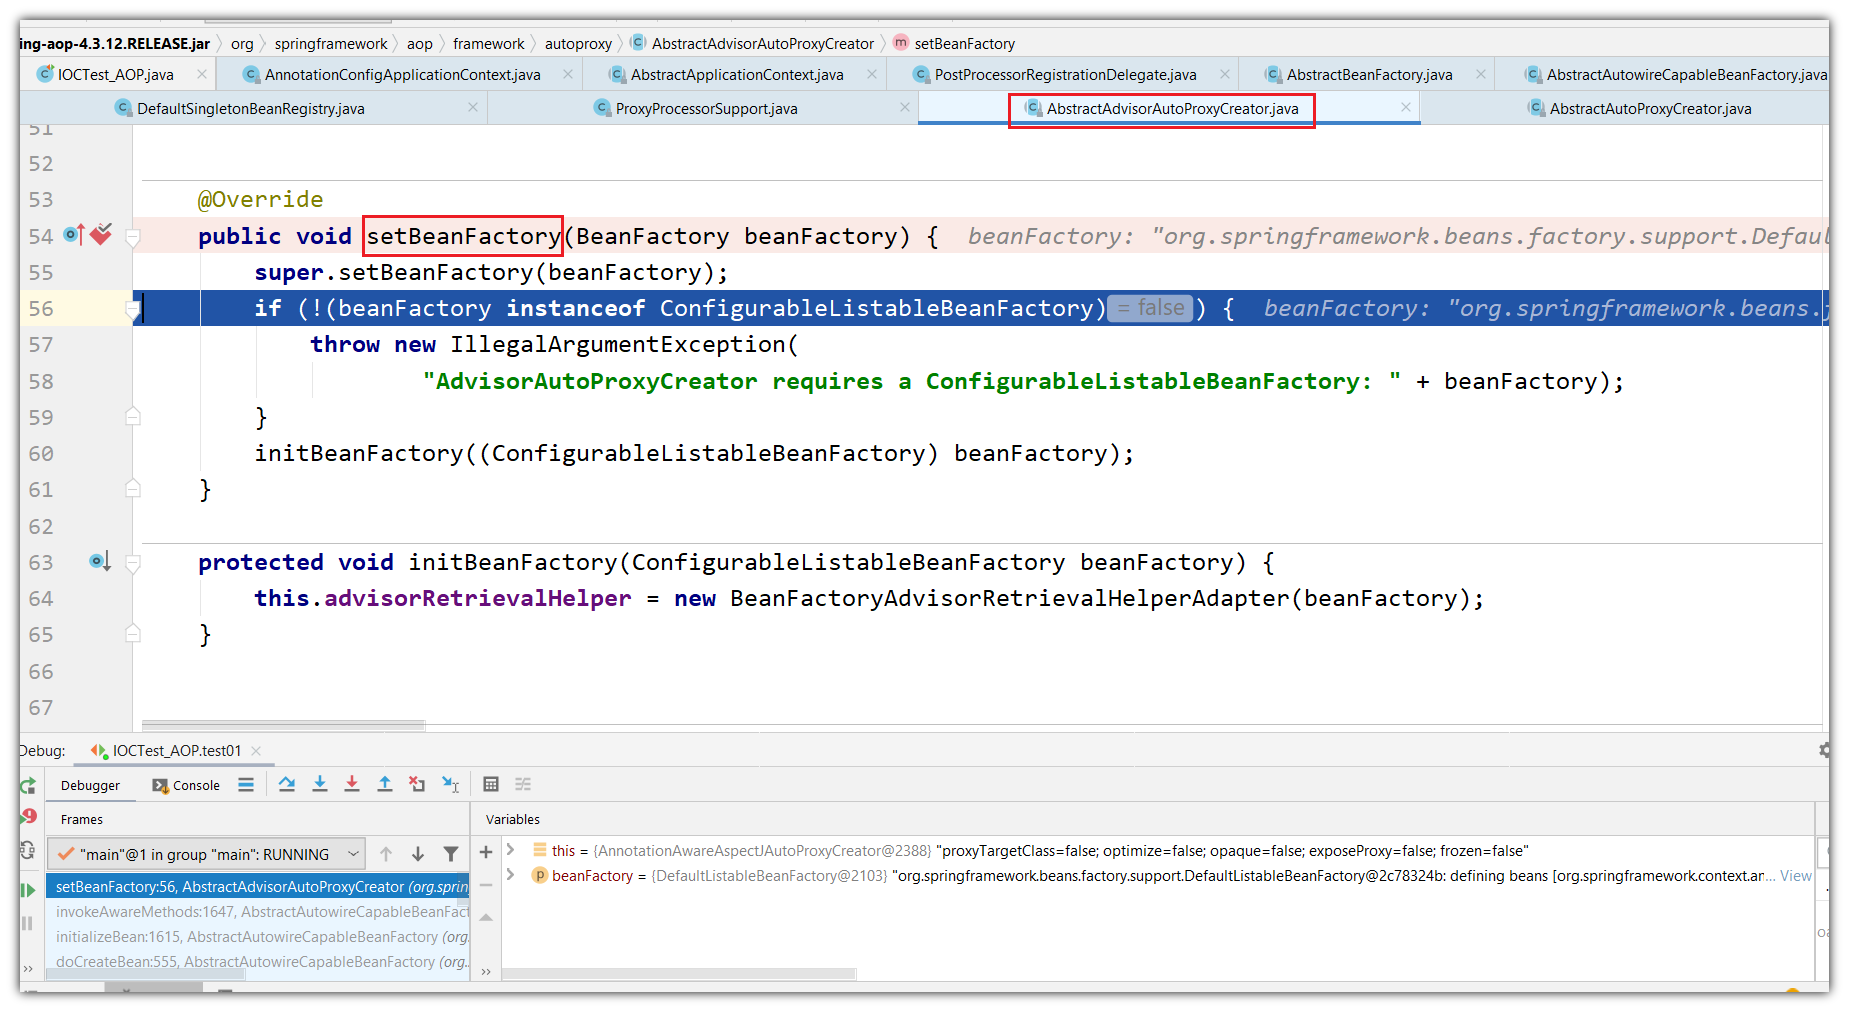 ing-aop-4.3.12.RELEASE.jar org springframework aop framework autoproxy AbstractAdvisorAutoProxyCreator setBeanFactory
IOCTest_AOP.java AnnotationConfigApplicationContext.java AbstractApplicationContext.java PostProcessorRegistrationDelegate.java AbstractBeanFactory.java AbstractAutowireCapableBeanFactory.java
DefaultSingletonBeanRegistry.java ProxyProcessorSupport.java AbstractAdvisorAutoProxyCreator.java AbstractAutoProxyCreator.java
51
52
53 @Override
54 public void setBeanFactory(BeanFactory beanFactory) { beanFactory: "org.springframework.beans.factory.support.Defaul
55 super.setBeanFactory(beanFactory);
56 if (!(beanFactory instanceof ConfigurableListableBeanFactory) = false ) { beanFactory: "org.springframework.beans.f
57 throw new IllegalArgumentException(
58 "AdvisorAutoProxyCreator requires a ConfigurableListableBeanFactory: " + beanFactory);
59 }
60 initBeanFactory((ConfigurableListableBeanFactory) beanFactory);
61 }
62
63 protected void initBeanFactory(ConfigurableListableBeanFactory beanFactory) {
64 this.advisorRetrievalHelper = new BeanFactoryAdvisorRetrievalHelperAdapter(beanFactory);
65 }
66
67
Debug: IOCTest_AOP.test01
Debugger Console
Frames Variables
"main"@1 in group "main": RUNNING
this = {AnnotationAwareAspectJAutoProxyCreator@2388} "proxyTargetClass=false; optimize=false; opaque=false; exposeProxy=false; frozen=false"
beanFactory = {DefaultListableBeanFactory@2103} "org.springframework.beans.factory.support.DefaultListableBeanFactory@2c78324b: defining beans [org.springframework.context.an... View
setBeanFactory:56, AbstractAdvisorAutoProxyCreator (org.sprin
invokeAwareMethods:1647, AbstractAutowireCapableBeanFact
initializeBean:1615, AbstractAutowireCapableBeanFactory (org.
doCreateBean:555, AbstractAutowireCapableBeanFactory (org..